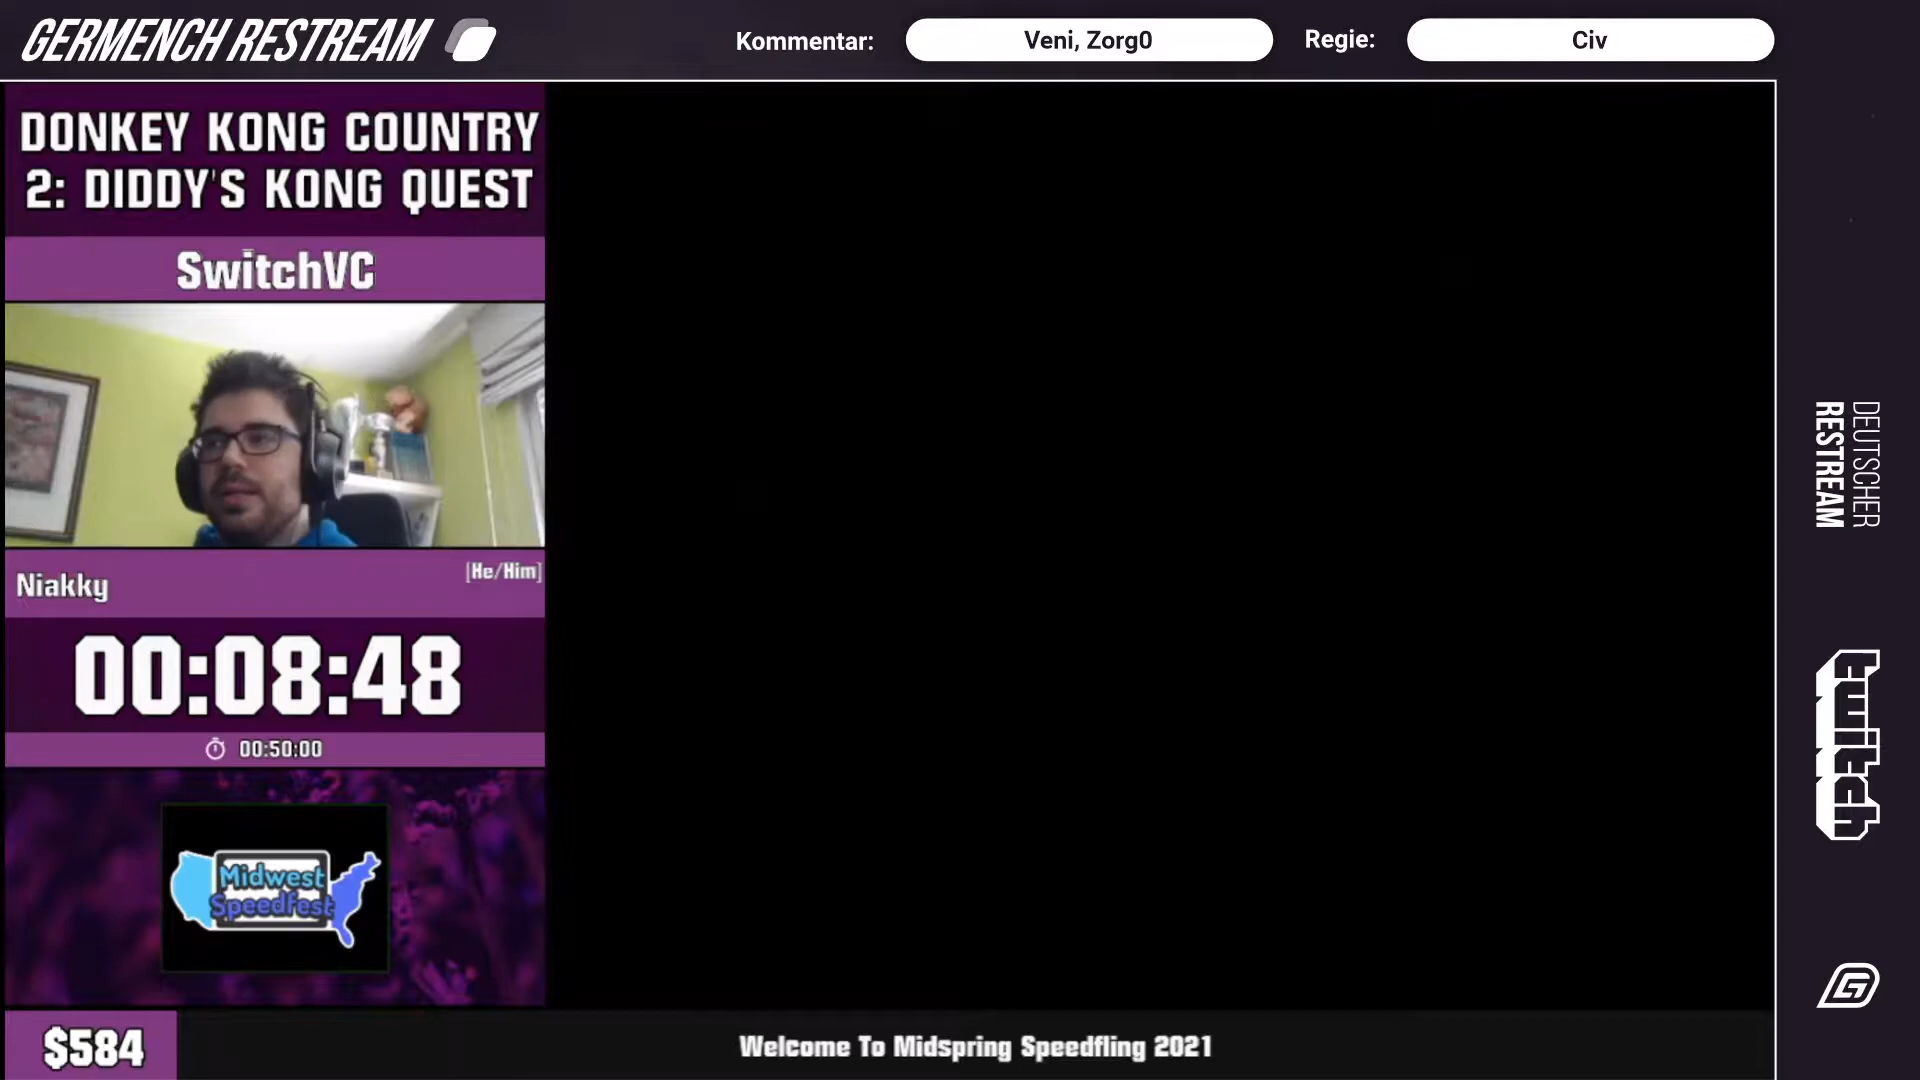 GERMENCH RESTREAM
Kommentar:
Veni, Zorg0
Regie:
Civ
DONKEY KONG COUNTRY
2: DIDDY'S KONG QUEST
SwitchVC
Niakky
[He/Him]
00:08:48
00:50:00
Midwest
Speedfest
$584
Welcome To Midspring Speedfling 2021
DEUTSCHER
RESTREAM
twitch
G